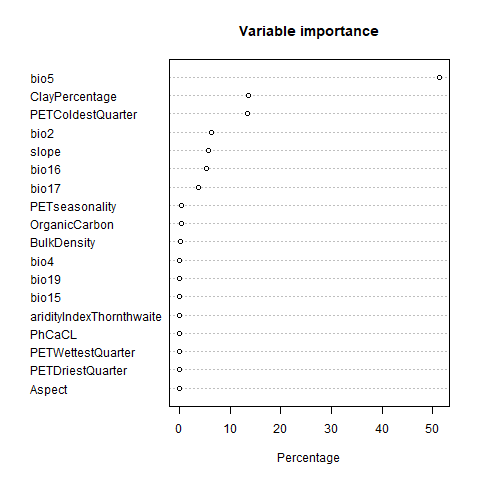 Variable importance
bio5
ClayPercentage
PETColdestQuarter
bio2
slope
bio16
bio17
PETseasonality
OrganicCarbon
BulkDensity
bio4
bio19
bio15
aridityIndexThornthwaite
PhCaCL
PETWettestQuarter
PETDriestQuarter
Aspect
0 10 20 30 40 50
Percentage